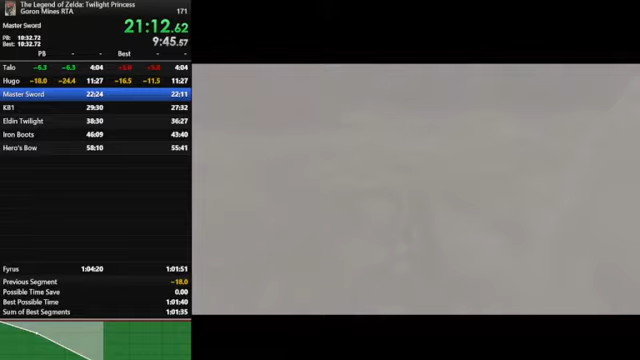 The Legend of Zelda: Twilight Princess
Goron Mines RTA 171
Master Sword 21:12.62
PB: 10:32.72
Best: 10:32.72 9:45.57
PB - - Best - -
Talo −6.3 −6.3 4:04 4:04
Hugo −18.0 −24.4 11:27 −16.5 −11.5 11:27
Master Sword 22:24 22:11
KB1 29:30 27:32
Eldin Twilight 38:30 36:27
Iron Boots 46:09 43:40
Hero's Bow 58:10 55:41
Fyrus 1:04:20 1:01:51
Previous Segment −18.0
Possible Time Save 0.00
Best Possible Time 1:01:40
Sum of Best Segments 1:01:35